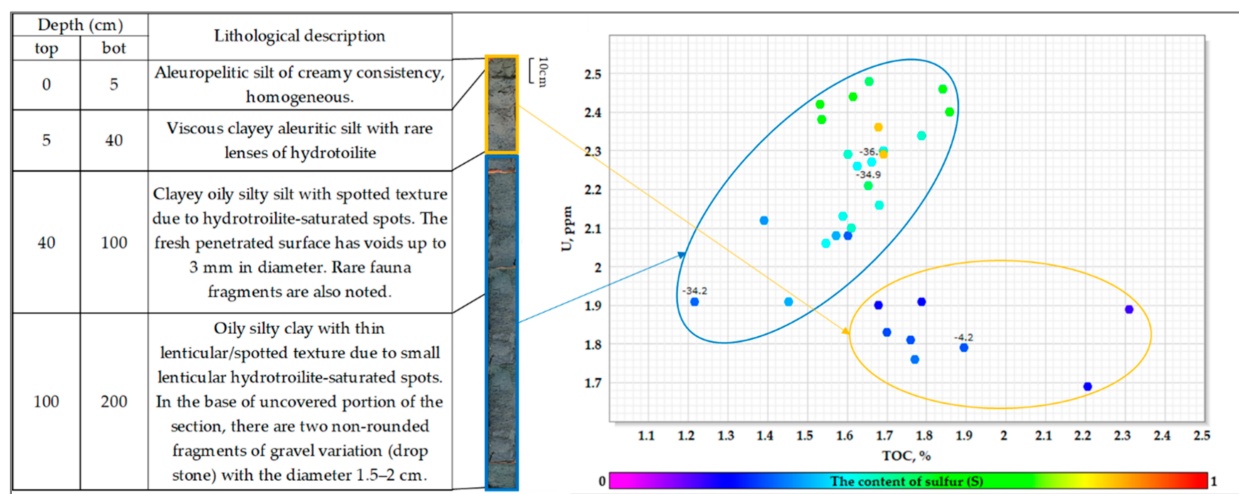 Depth (cm)
Lithological description
top
bot
0
5
Aleuropelitic silt of creamy consistency,
homogeneous.
5
40
Viscous clayey aleuritic silt with rare
lenses of hydrotoilite
40
100
Clayey oily silty silt with spotted texture
due to hydrotroilite-saturated spots. The
fresh penetrated surface has voids up to
3 mm in diameter. Rare fauna
fragments are also noted.
100
200
Oily silty clay with thin
lenticular/spotted texture due to small
lenticular hydrotroilite-saturated spots.
In the base of uncovered portion of the
section, there are two non-rounded
fragments of gravel variation (drop
stone) with the diameter 1.5–2 cm.
10cm
U, ppm
2.5
2.4
2.3
2.2
2.1
2
1.9
1.8
1.7
-36.
-34.9
-34.2
-4.2
1.1 1.2 1.3 1.4 1.5 1.6 1.7 1.8 1.9 2 2.1 2.2 2.3 2.4 2.5
TOC, %
0 The content of sulfur (S) 1